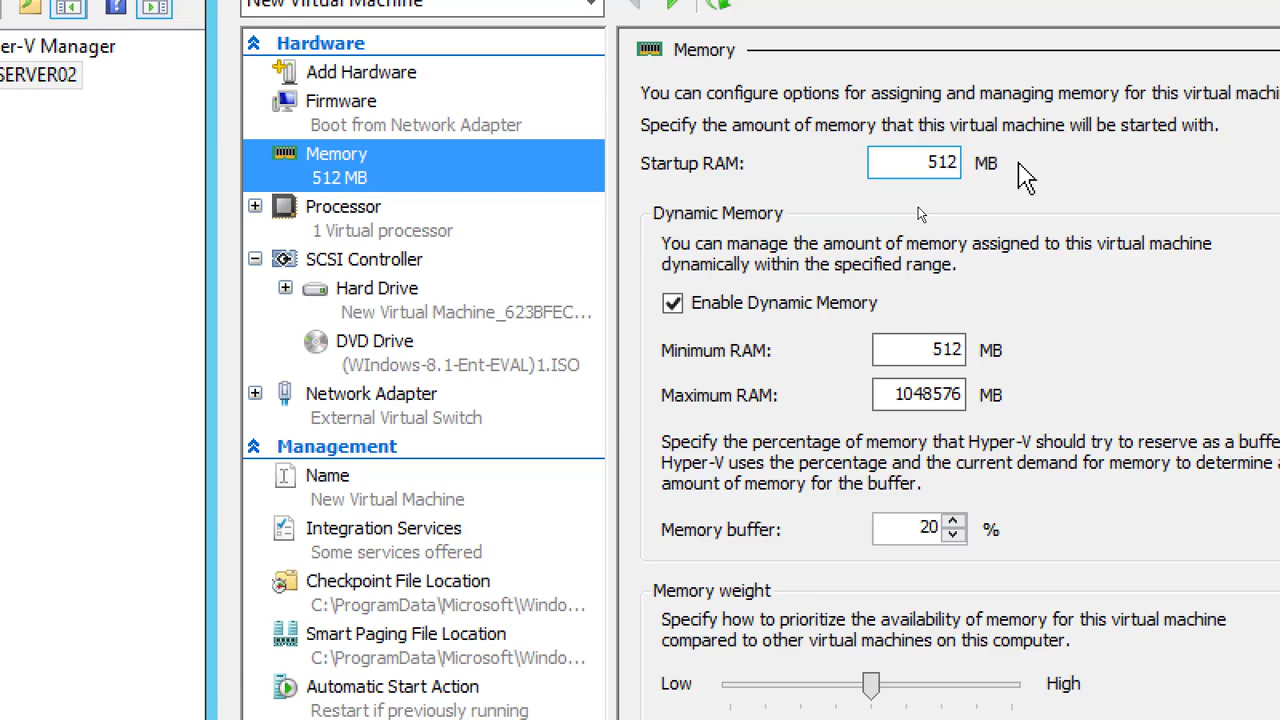 New Virtual Machine
er-V Manager
SERVER02
Hardware
Add Hardware
Firmware
Boot from Network Adapter
Memory
512 MB
Processor
1 Virtual processor
SCSI Controller
Hard Drive
New Virtual Machine_623BFEC...
DVD Drive
(WIndows-8.1-Ent-EVAL)1.ISO
Network Adapter
External Virtual Switch
Management
Name
New Virtual Machine
Integration Services
Some services offered
Checkpoint File Location
C:\ProgramData\Microsoft\Windo...
Smart Paging File Location
C:\ProgramData\Microsoft\Windo...
Automatic Start Action
Restart if previously running
Memory
You can configure options for assigning and managing memory for this virtual machi
Specify the amount of memory that this virtual machine will be started with.
Startup RAM: 512 MB
Dynamic Memory
You can manage the amount of memory assigned to this virtual machine
dynamically within the specified range.
Enable Dynamic Memory
Minimum RAM: 512 MB
Maximum RAM: 1048576 MB
Specify the percentage of memory that Hyper-V should try to reserve as a buffe
Hyper-V uses the percentage and the current demand for memory to determine a
amount of memory for the buffer.
Memory buffer: 20 %
Memory weight
Specify how to prioritize the availability of memory for this virtual machine
compared to other virtual machines on this computer.
Low High